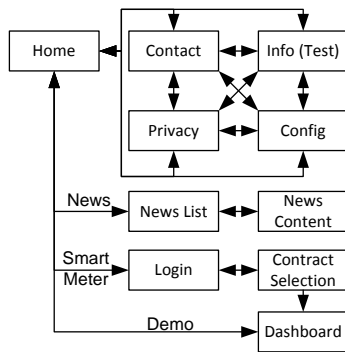 Home
Contact
Info (Test)
Privacy
Config
News
News List
News
Content
Smart
Meter
Login
Contract
Selection
Demo
Dashboard